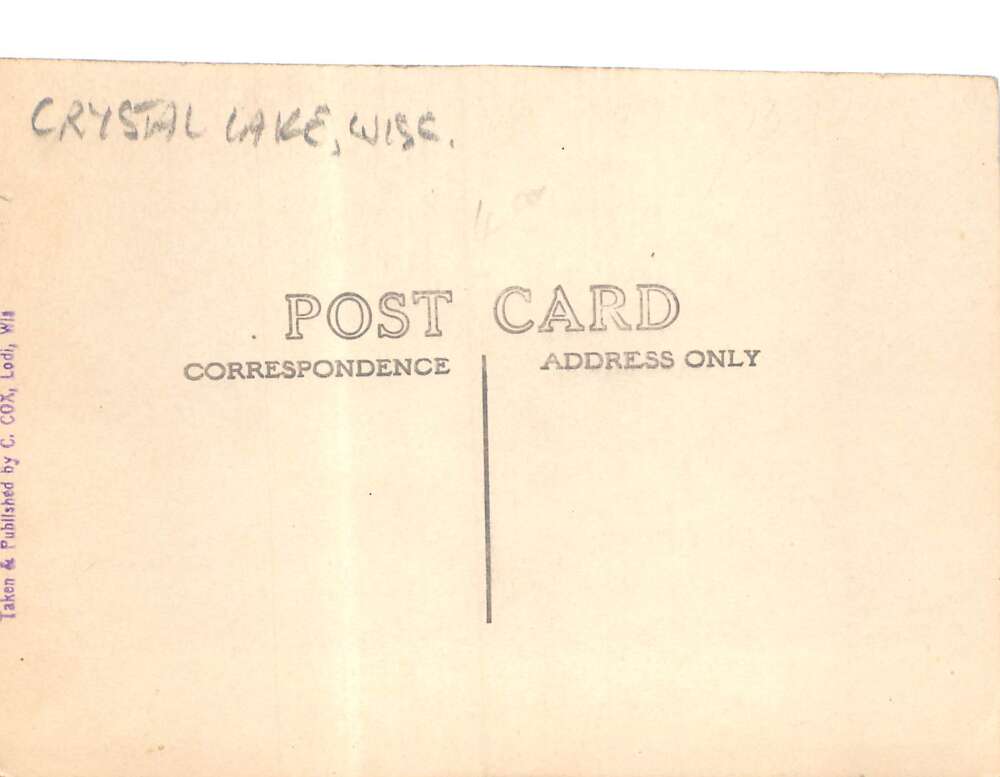 CRYSTAL LAKE, WISC.
POST CARD
CORRESPONDENCE ADDRESS ONLY
Taken & Published by C. COX, Lodi, Wis